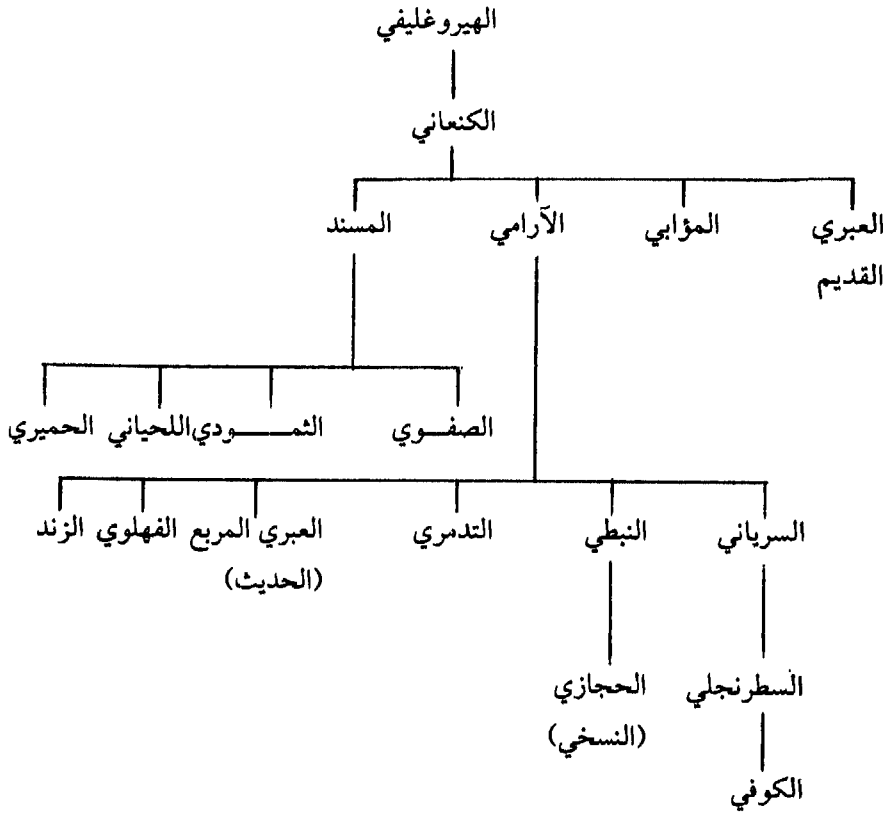 الهيروغليفي
الكنعاني
العبري المؤابي الآرامي المسند
القديم
الصفوي الثمودي اللحياني الحميري
السرياني النبطي التدمري العبري المربع الفهلوي الزند
(الحديث)
السطرنجلي الحجازي
(النسخي)
الكوفي